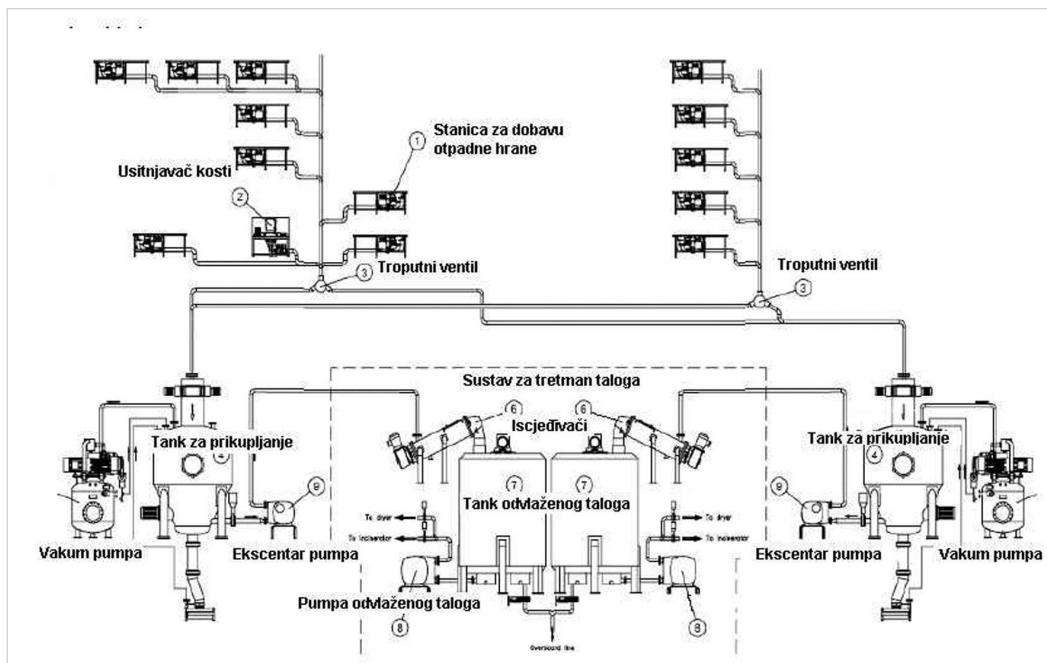 1
Stanica za dobavu
otpadne hrane
Usitnjavač kosti
2
Troputni ventil
3
Troputni ventil
3
Sustav za tretman taloga
6
6
Iscjeđivači
Tank za prikupljanje
4
Tank za prikupljanje
4
7
7
Tank odvlaženog taloga
9
9
To dryer
To dryer
To incinerator
To incinerator
Vakum pumpa
Ekscentar pumpa
Ekscentar pumpa
Vakum pumpa
Pumpa odvlaženog taloga
8
8
Overboard line